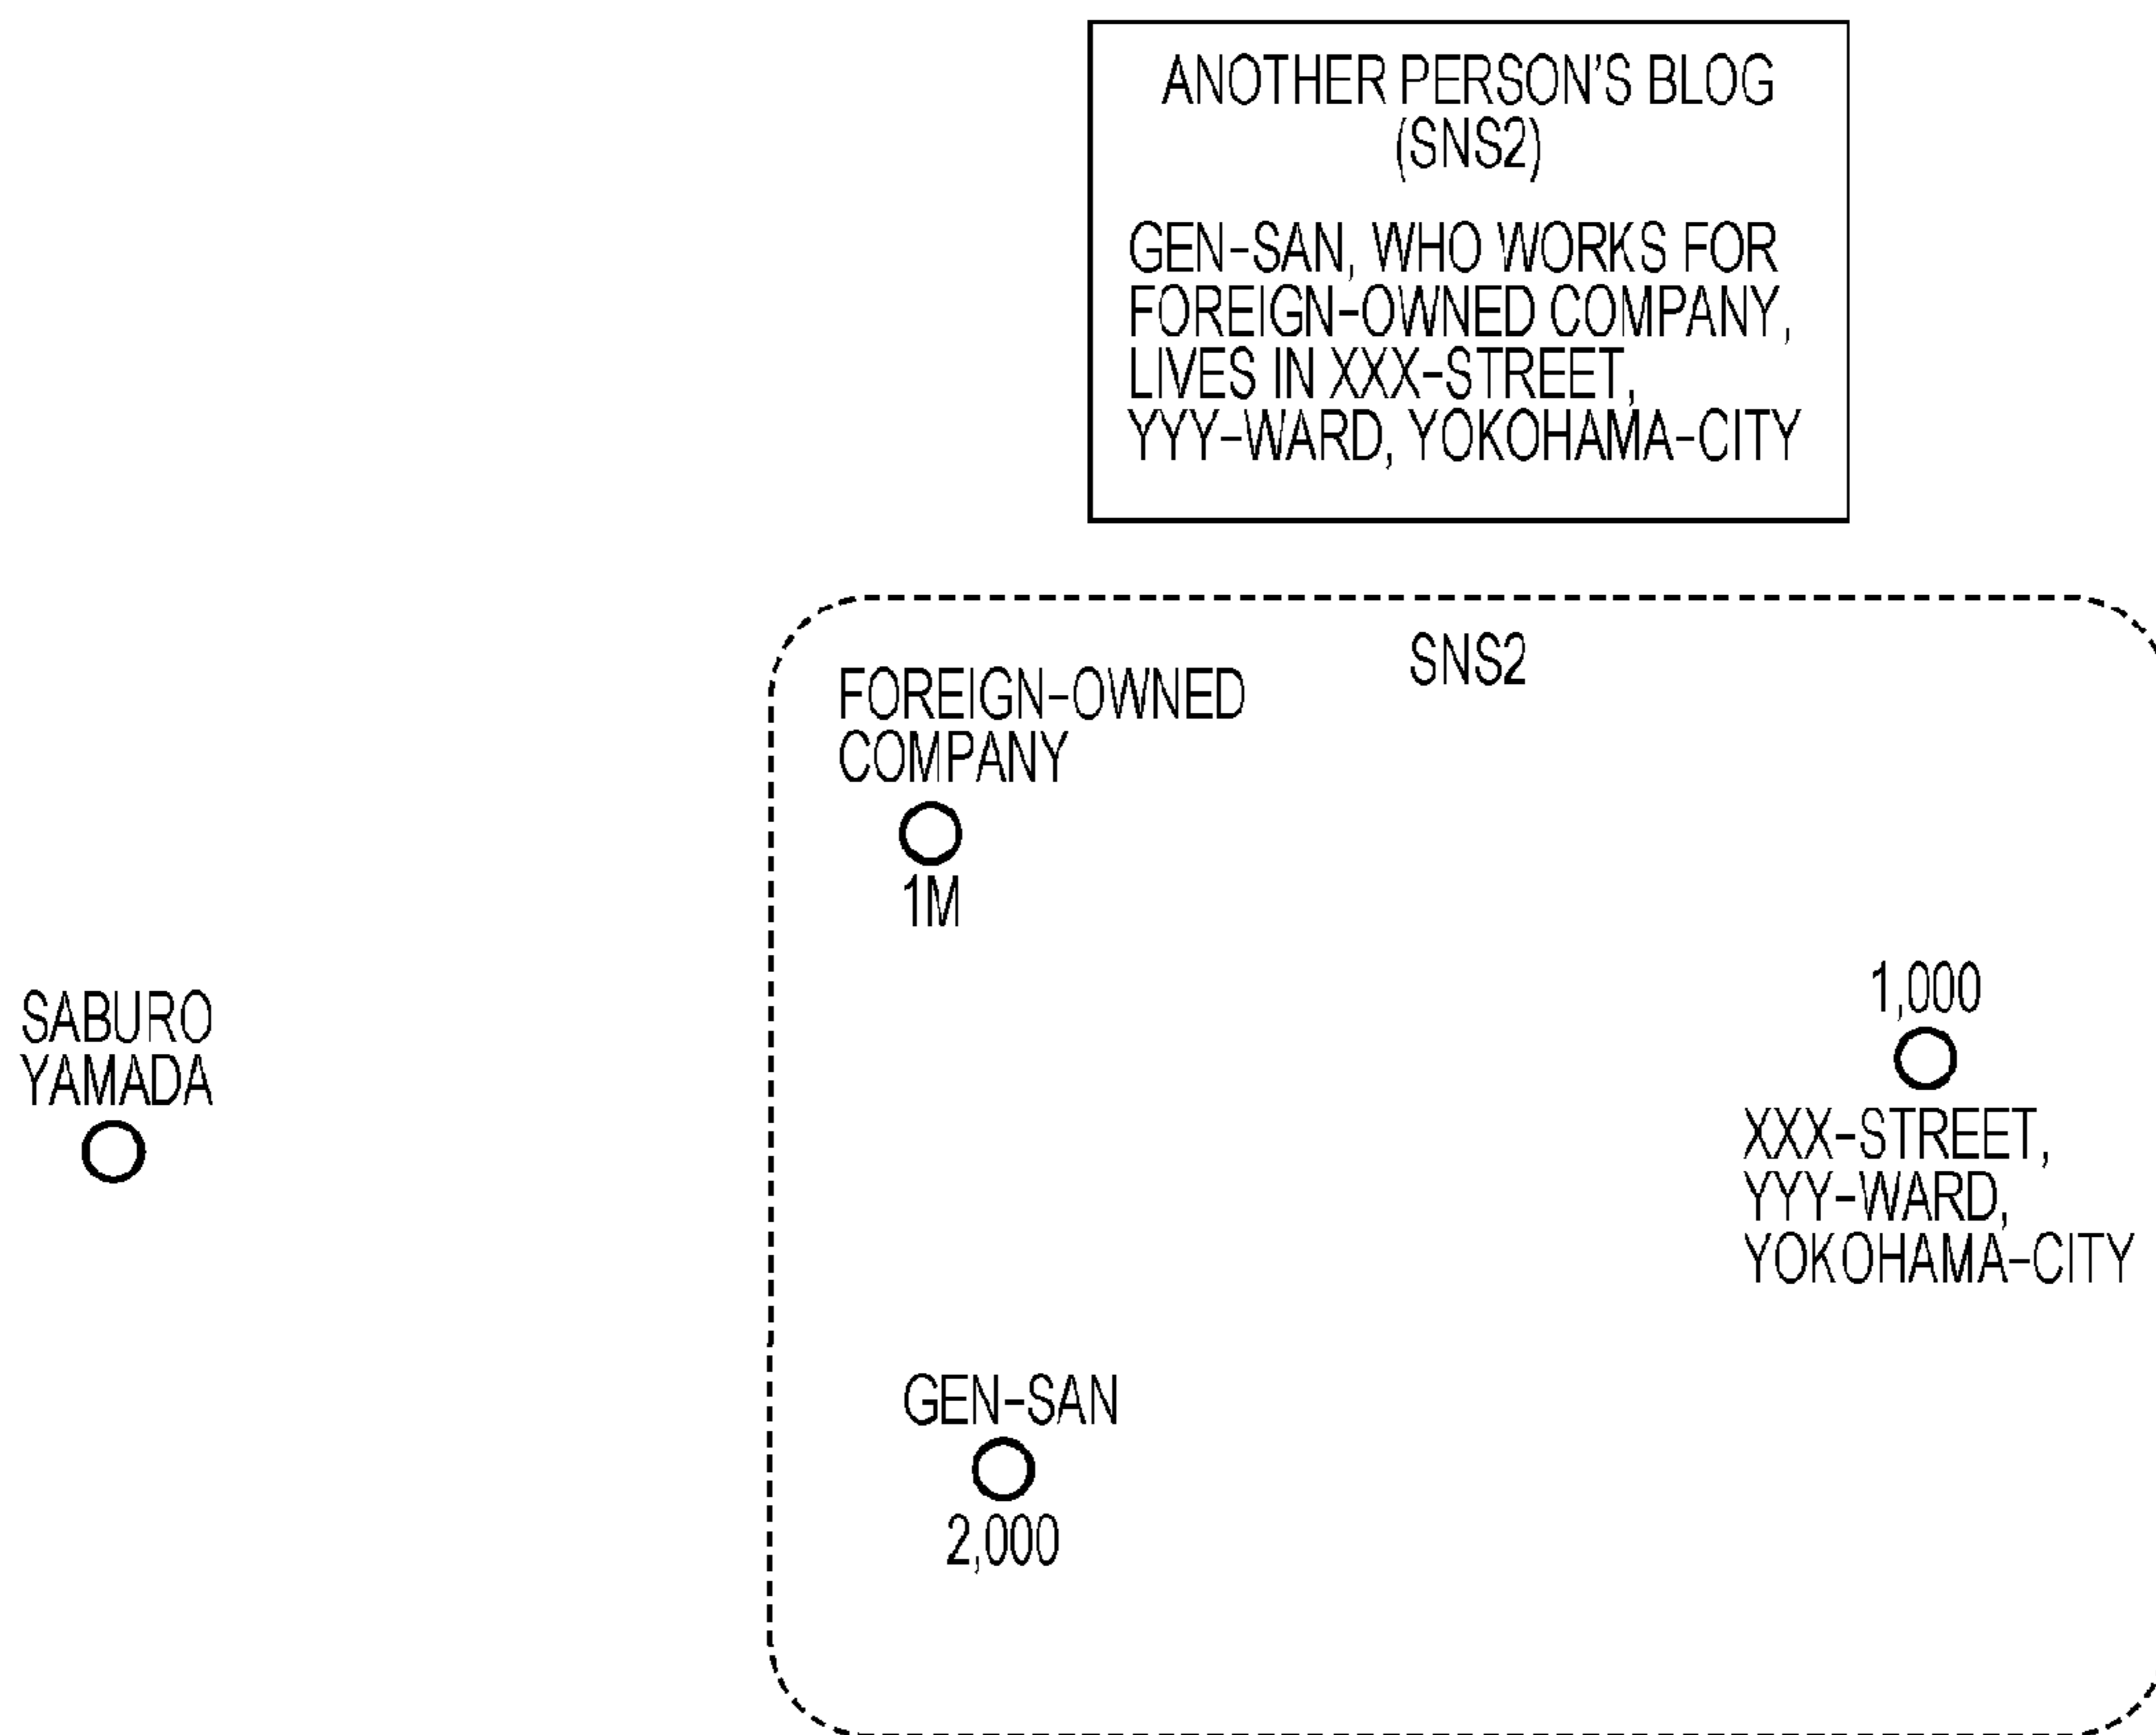 ANOTHER PERSON'S BLOG
(SNS2)
GEN-SAN, WHO WORKS FOR
FOREIGN-OWNED COMPANY,
LIVES IN XXX-STREET,
YYY-WARD, YOKOHAMA-CITY
SNS2
FOREIGN-OWNED
COMPANY
1M
SABURO
YAMADA
1,000
XXX-STREET,
YYY-WARD,
YOKOHAMA-CITY
GEN-SAN
2,000